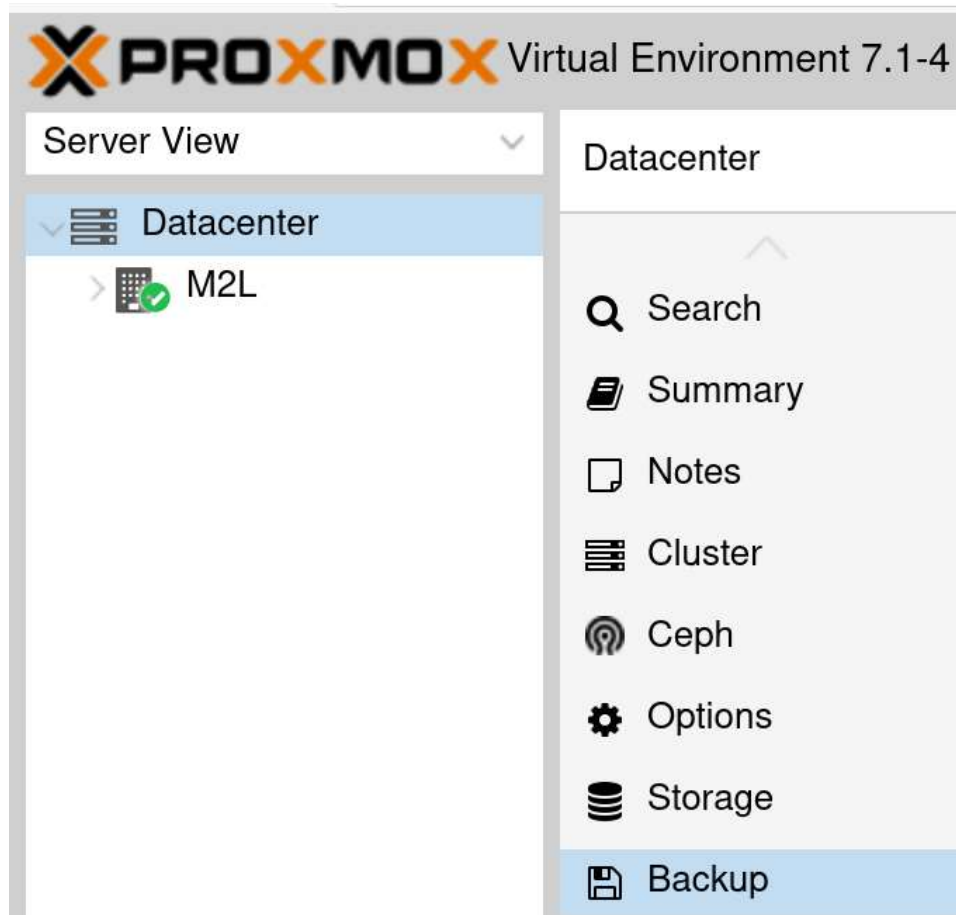 PROXMOX Virtual Environment 7.1-4
Server View
Datacenter
M2L
Datacenter
Search
Summary
Notes
Cluster
Ceph
Options
Storage
Backup